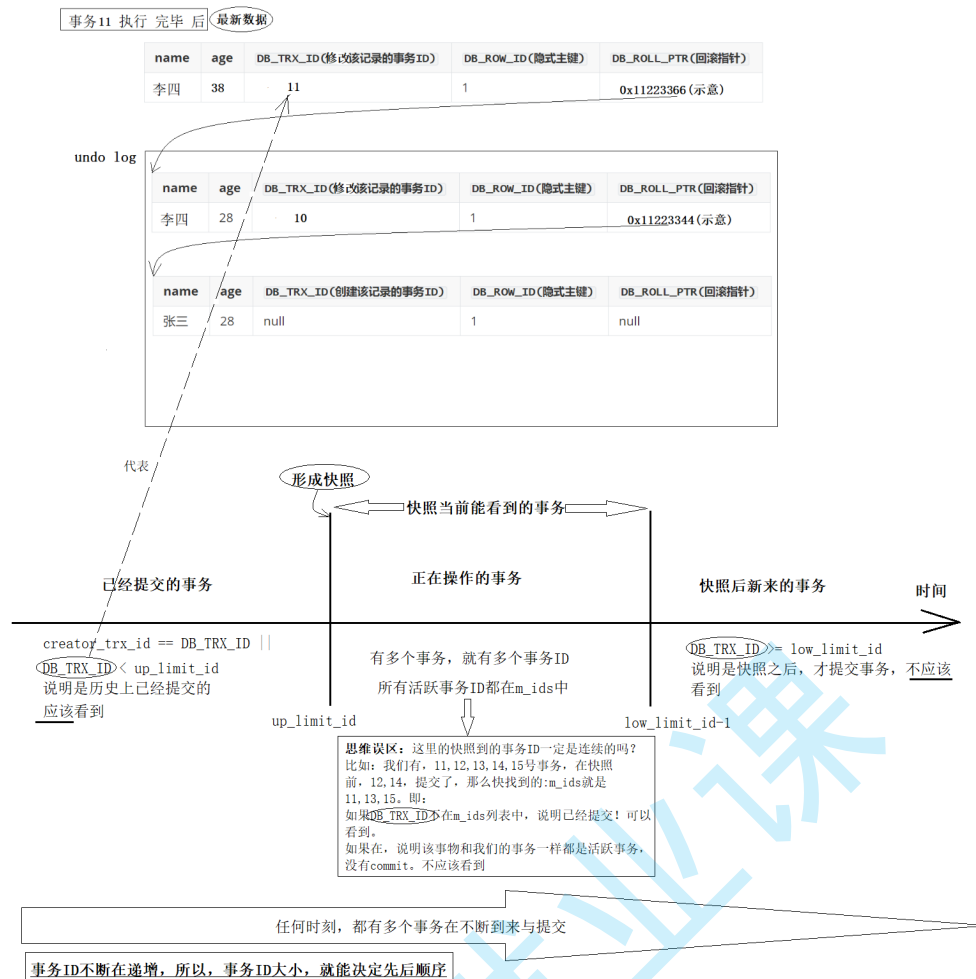 事务11 执行 完毕 后 最新数据
name age DB_TRX_ID(修改该记录的事务ID) DB_ROW_ID(隐式主键) DB_ROLL_PTR(回滚指针)
李四 38 11 1 0x11223366(示意)
undo log
name age DB_TRX_ID(修改该记录的事务ID) DB_ROW_ID(隐式主键) DB_ROLL_PTR(回滚指针)
李四 28 10 1 0x11223344(示意)
name age DB_TRX_ID(创建该记录的事务ID) DB_ROW_ID(隐式主键) DB_ROLL_PTR(回滚指针)
张三 28 null 1 null
代表
形成快照
快照当前能看到的事务
已经提交的事务 正在操作的事务 快照后新来的事务 时间
creator_trx_id == DB_TRX_ID ||
DB_TRX_ID < up_limit_id
说明是历史上已经提交的
应该看到
有多个事务，就有多个事务ID
所有活跃事务ID都在m_ids中
DB_TRX_ID >= low_limit_id
说明是快照之后，才提交事务，不应该
看到
up_limit_id low_limit_id-1
思维误区：这里的快照到的事务ID一定是连续的吗？
比如：我们有，11,12,13,14,15号事务，在快照
前，12,14，提交了，那么快找到的:m_ids就是
11,13,15。即：
如果DB_TRX_ID不在m_ids列表中，说明已经提交！可以
看到。
如果在，说明该事物和我们的事务一样都是活跃事务，
没有commit。不应该看到
任何时刻，都有多个事务在不断到来与提交
事务ID不断在递增，所以，事务ID大小，就能决定先后顺序
业课